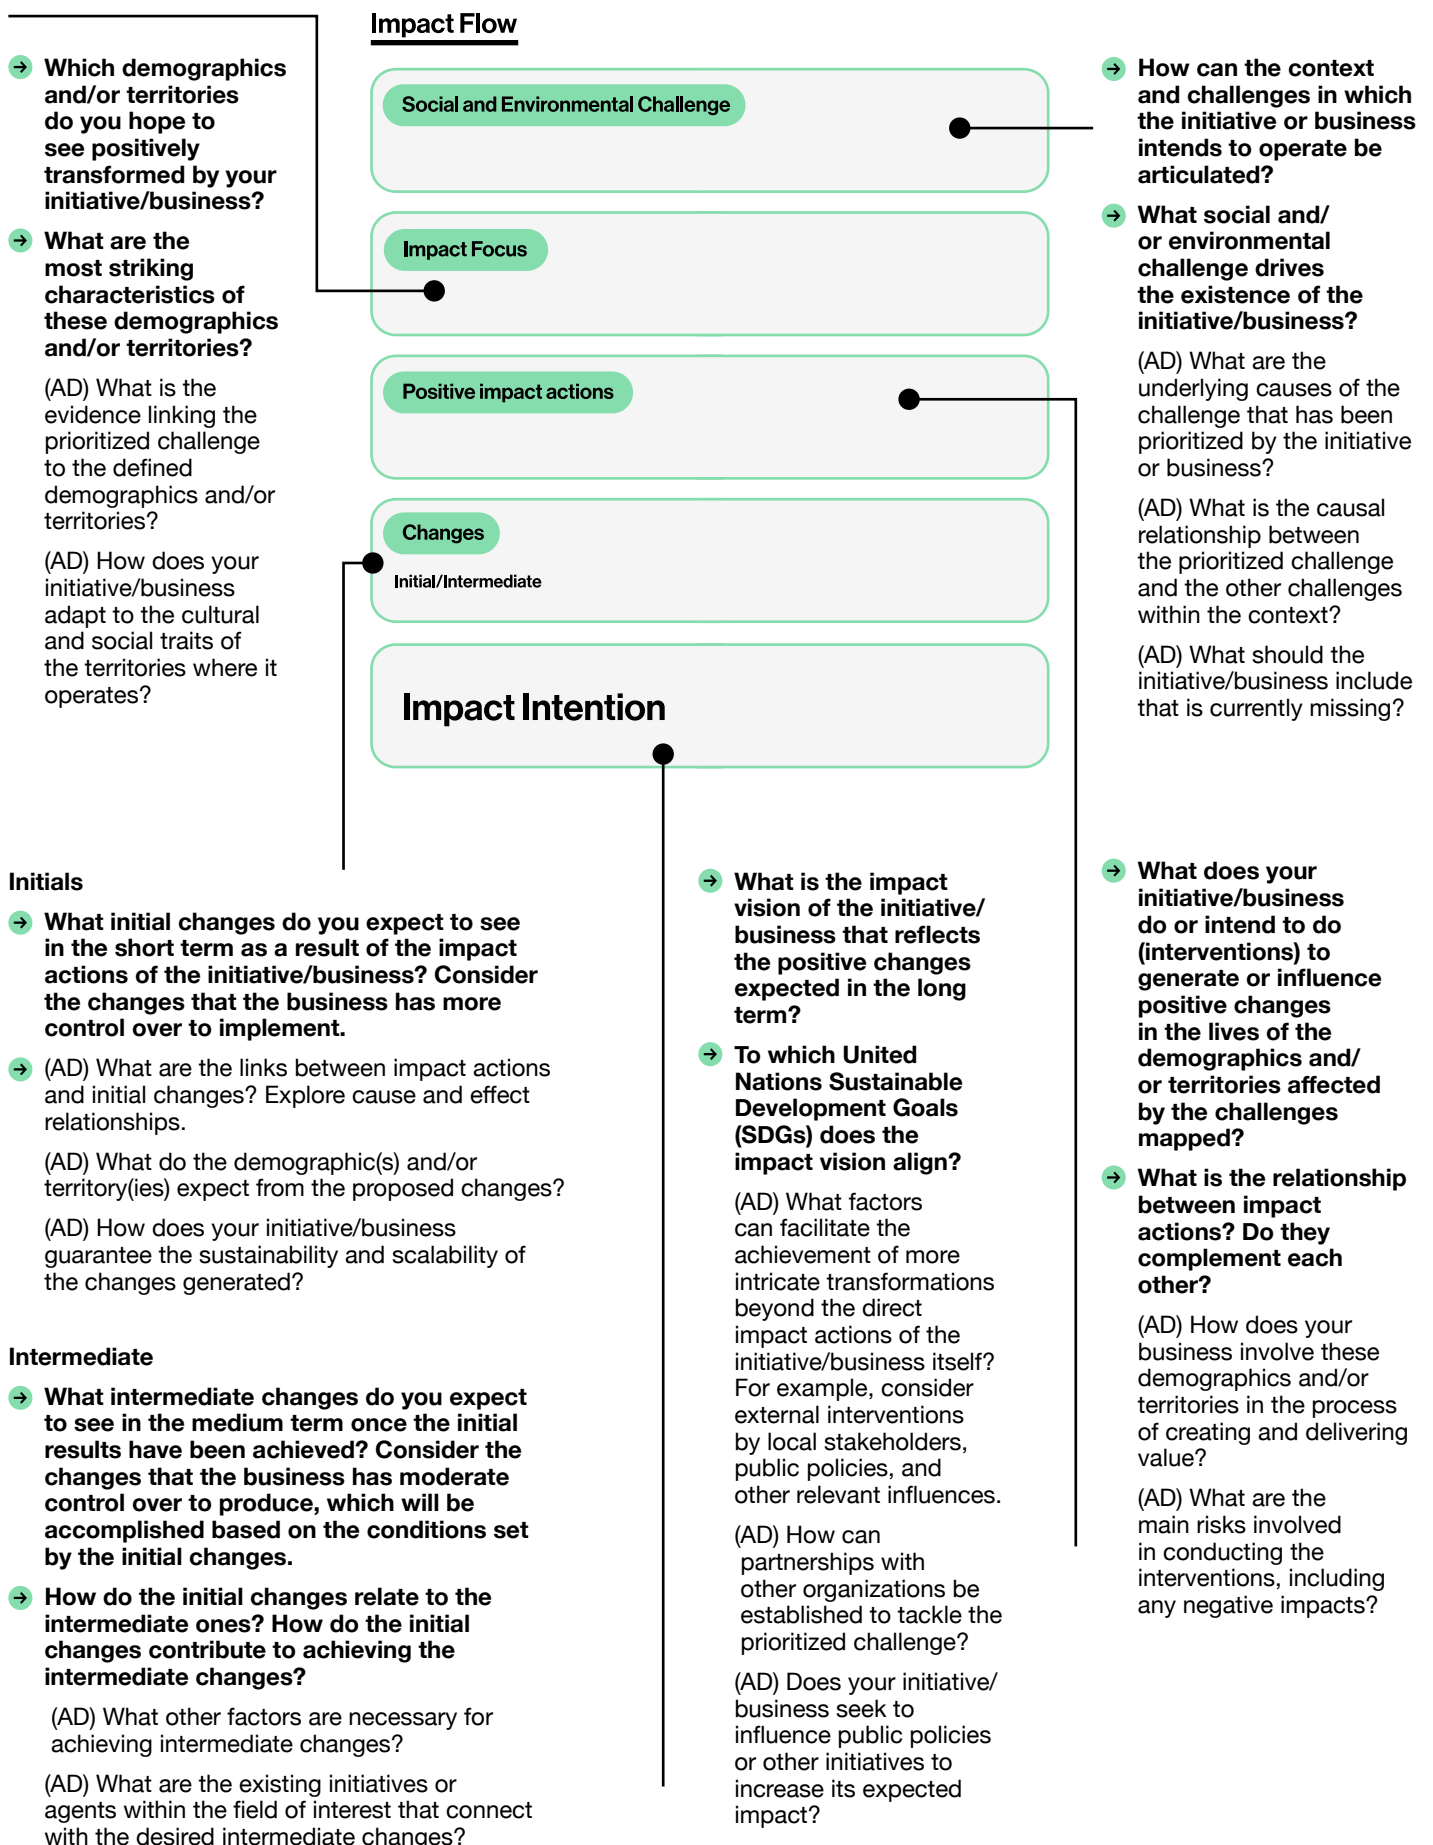 Impact Flow
Social and Environmental Challenge
Impact Focus
Positive impact actions
Changes
Initial/Intermediate
Impact Intention
Which demographics
and/or territories
do you hope to
see positively
transformed by your
initiative/business?
What are the
most striking
characteristics of
these demographics
and/or territories?
(AD) What is the
evidence linking the
prioritized challenge
to the defined
demographics and/or
territories?
(AD) How does your
initiative/business
adapt to the cultural
and social traits of
the territories where it
operates?
How can the context
and challenges in which
the initiative or business
intends to operate be
articulated?
What social and/
or environmental
challenge drives
the existence of the
initiative/business?
(AD) What are the
underlying causes of the
challenge that has been
prioritized by the initiative
or business?
(AD) What is the causal
relationship between
the prioritized challenge
and the other challenges
within the context?
(AD) What should the
initiative/business include
that is currently missing?
Initials
What initial changes do you expect to see
in the short term as a result of the impact
actions of the initiative/business? Consider
the changes that the business has more
control over to implement.
(AD) What are the links between impact actions
and initial changes? Explore cause and effect
relationships.
(AD) What do the demographic(s) and/or
territory(ies) expect from the proposed changes?
(AD) How does your initiative/business
guarantee the sustainability and scalability of
the changes generated?
Intermediate
What intermediate changes do you expect
to see in the medium term once the initial
results have been achieved? Consider the
changes that the business has moderate
control over to produce, which will be
accomplished based on the conditions set
by the initial changes.
How do the initial changes relate to the
intermediate ones? How do the initial
changes contribute to achieving the
intermediate changes?
(AD) What other factors are necessary for
achieving intermediate changes?
(AD) What are the existing initiatives or
agents within the field of interest that connect
with the desired intermediate changes?
What is the impact
vision of the initiative/
business that reflects
the positive changes
expected in the long
term?
To which United
Nations Sustainable
Development Goals
(SDGs) does the
impact vision align?
(AD) What factors
can facilitate the
achievement of more
intricate transformations
beyond the direct
impact actions of the
initiative/business itself?
For example, consider
external interventions
by local stakeholders,
public policies, and
other relevant influences.
(AD) How can
partnerships with
other organizations be
established to tackle the
prioritized challenge?
(AD) Does your initiative/
business seek to
influence public policies
or other initiatives to
increase its expected
impact?
What does your
initiative/business
do or intend to do
(interventions) to
generate or influence
positive changes
in the lives of the
demographics and/
or territories affected
by the challenges
mapped?
What is the relationship
between impact
actions? Do they
complement each
other?
(AD) How does your
business involve these
demographics and/or
territories in the process
of creating and delivering
value?
(AD) What are the
main risks involved
in conducting the
interventions, including
any negative impacts?